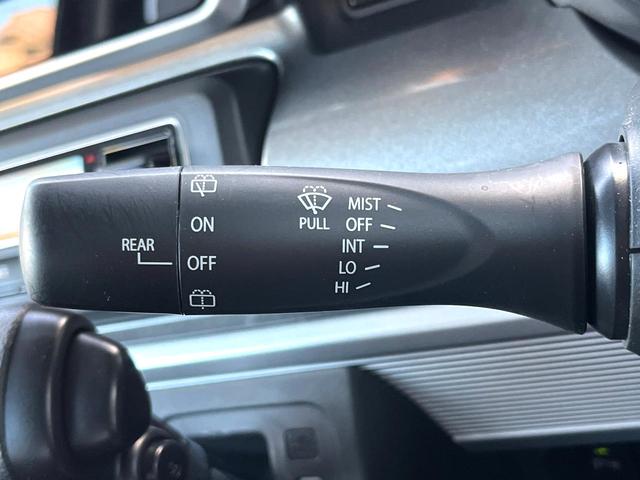 REAR
ON
OFF
PULL
MIST
OFF
INT
LO
HI